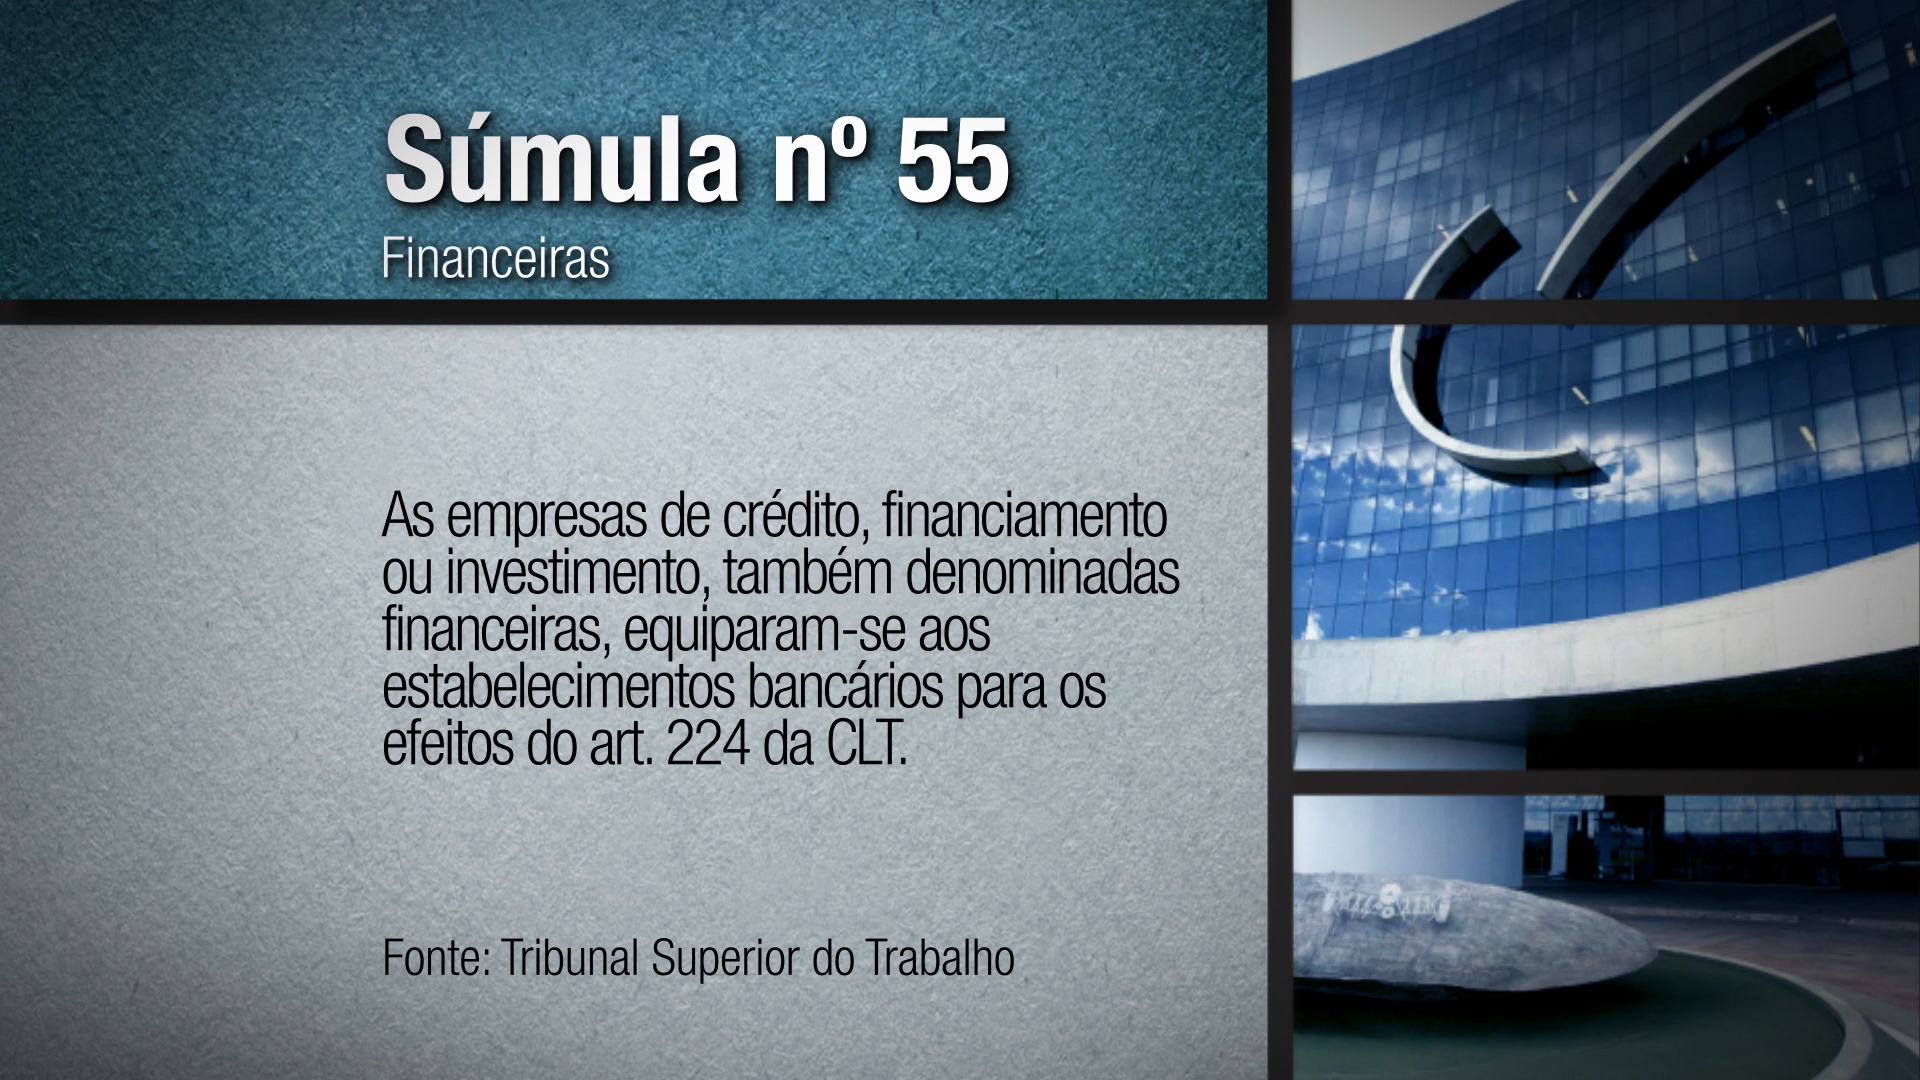 Súmula nº 55
Financeiras
As empresas de crédito, financiamento
ou investimento, também denominadas
financeiras, equiparam-se aos
estabelecimentos bancários para os
efeitos do art. 224 da CLT.
Fonte: Tribunal Superior do Trabalho